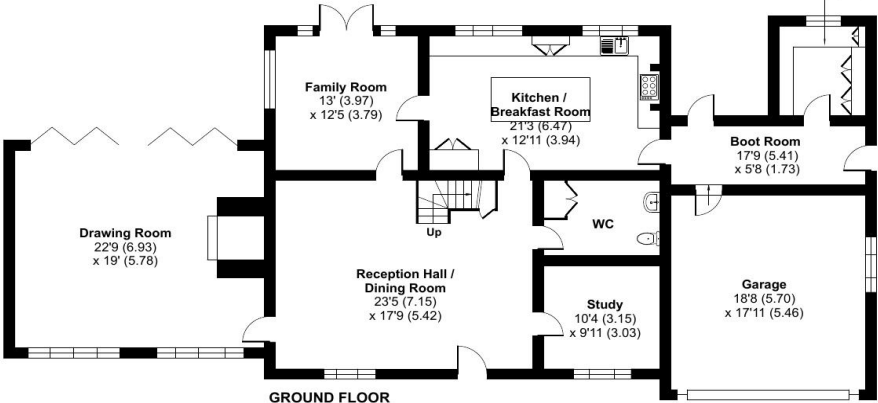 Family Room
13' (3.97)
x 12'5 (3.79)
Kitchen /
Breakfast Room
21'3 (6.47)
x 12'11 (3.94)
Boot Room
17'9 (5.41)
x 5'8 (1.73)
Drawing Room
22'9 (6.93)
x 19' (5.78)
Up
WC
Reception Hall /
Dining Room
23'5 (7.15)
x 17'9 (5.42)
Study
10'4 (3.15)
x 9'11 (3.03)
Garage
18'8 (5.70)
x 17'11 (5.46)
GROUND FLOOR